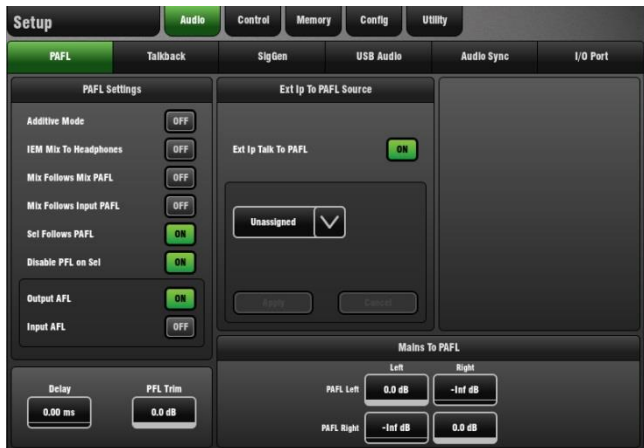 Setup
Audio
Control
Memory
Config
Utility
PAFL
Talkback
SigGen
USB Audio
Audio Sync
I/O Port
PAFL Settings
Additive Mode OFF
IEM Mix To Headphones OFF
Mix Follows Mix PAFL OFF
Mix Follows Input PAFL OFF
Sel Follows PAFL ON
Disable PFL on Sel ON
Output AFL ON
Input AFL OFF
Delay
PFL Trim
0.00 ms
0.0 dB
Ext Ip To PAFL Source
Ext Ip Talk To PAFL ON
Unassigned
Apply
Cancel
Mains To PAFL
Left
Right
PAFL Left 0.0 dB -Inf dB
PAFL Right -Inf dB 0.0 dB